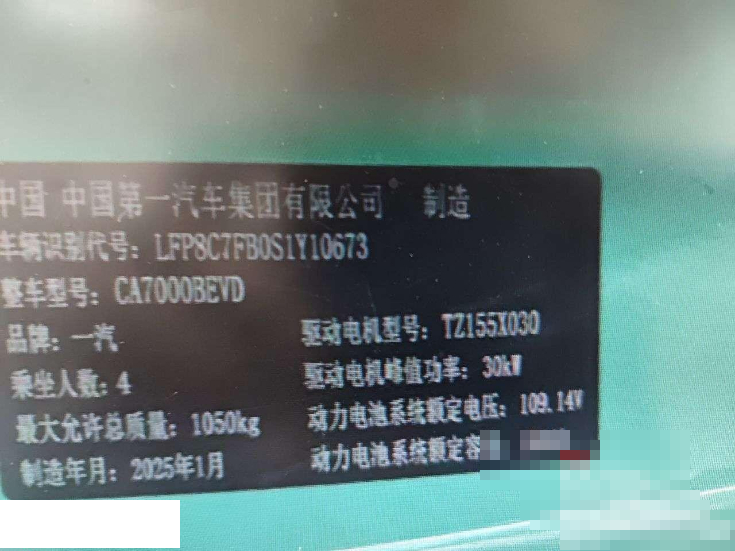 中国 中国第一汽车集团有限公司 制造
车辆识别代号：LFP8C7FB0S1Y10673
整车型号：CA7000BEVD
品牌：一汽 驱动电机型号：TZ155X030
乘坐人数：4 驱动电机峰值功率：30kW
最大允许总质量：1050kg 动力电池系统额定电压：109.14V
制造年月：2025年1月 动力电池系统额定容